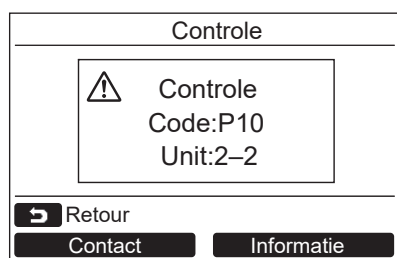 Controle
Controle
Code:P10
Unit:2–2
Retour
Contact Informatie